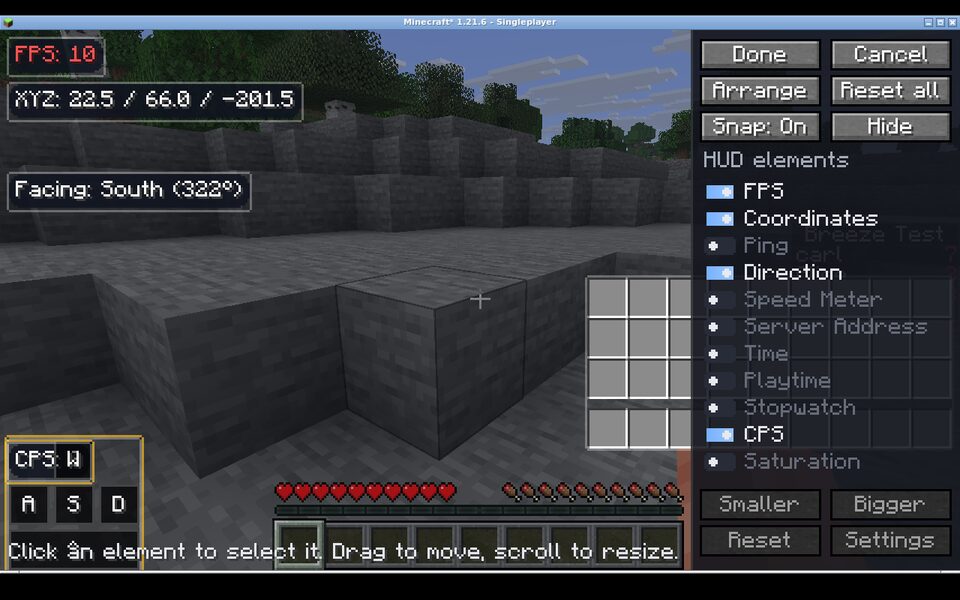 Minecraft* 1.21.6 - Singleplayer
FPS: 10
XYZ: 22.5 / 66.0 / -201.5
Facing: South (322°)
Done
Cancel
Arrange
Reset all
Snap: On
Hide
HUD elements
FPS
Coordinates
Ping
Breeze Test
carl
Direction
Speed Meter
Server Address
Time
Playtime
Stopwatch
CPS
Saturation
Smaller
Bigger
Reset
Settings
CPS: W
A S D
Click an element to select it. Drag to move, scroll to resize.